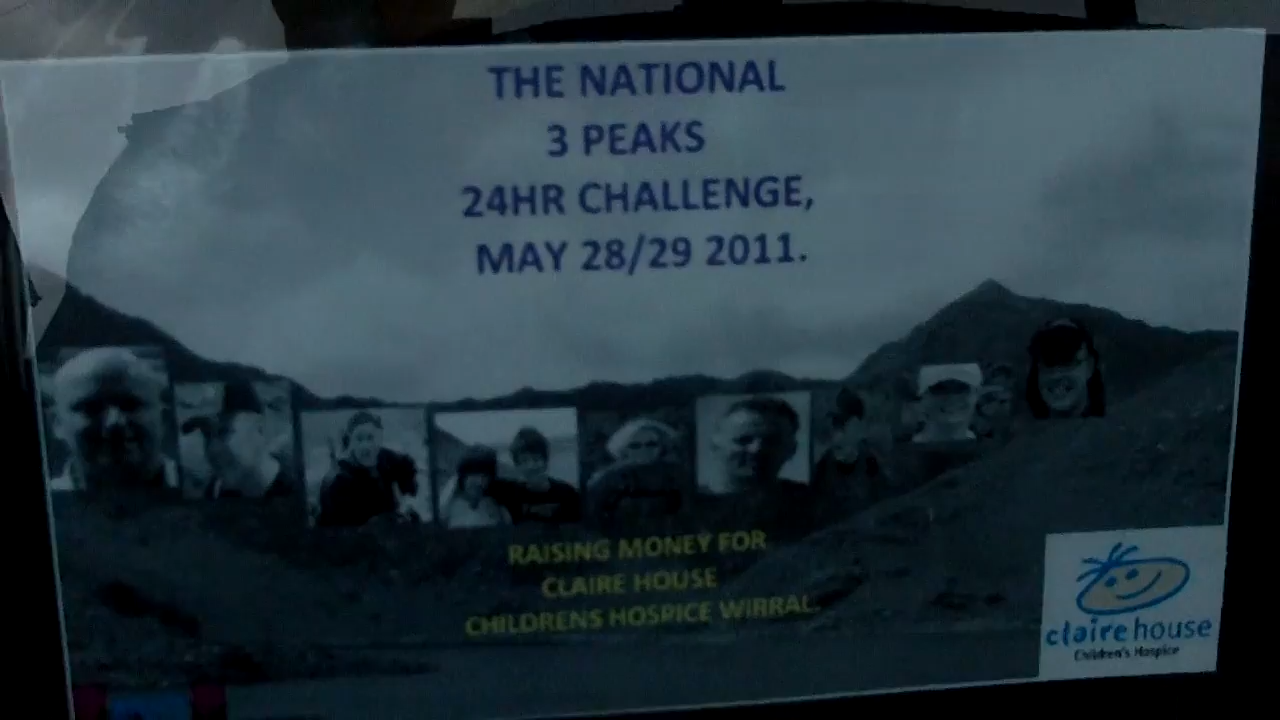 THE NATIONAL
3 PEAKS
24HR CHALLENGE,
MAY 28/29 2011.
RAISING MONEY FOR
CLAIRE HOUSE
CHILDRENS HOSPICE WIRRAL.
claire house
Children's Hospice